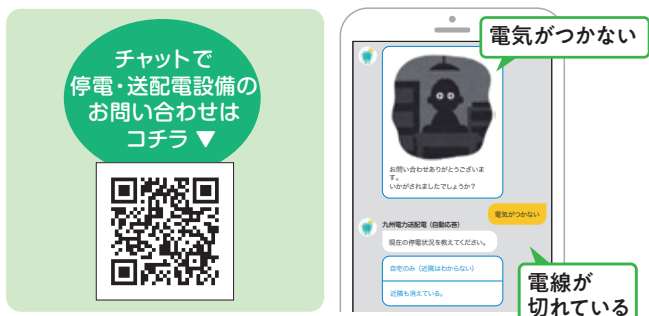 チャットで
停電・送配電設備の
お問い合わせは
コチラ ▼
電気がつかない
お問い合わせありがとうございま
す。
いかがされましたでしょうか？
電気がつかない
九州電力送配電（自動応答）
現在の停電状況を教えてください。
自宅のみ（近隣はわからない）
近隣も消えている。
電線が
切れている